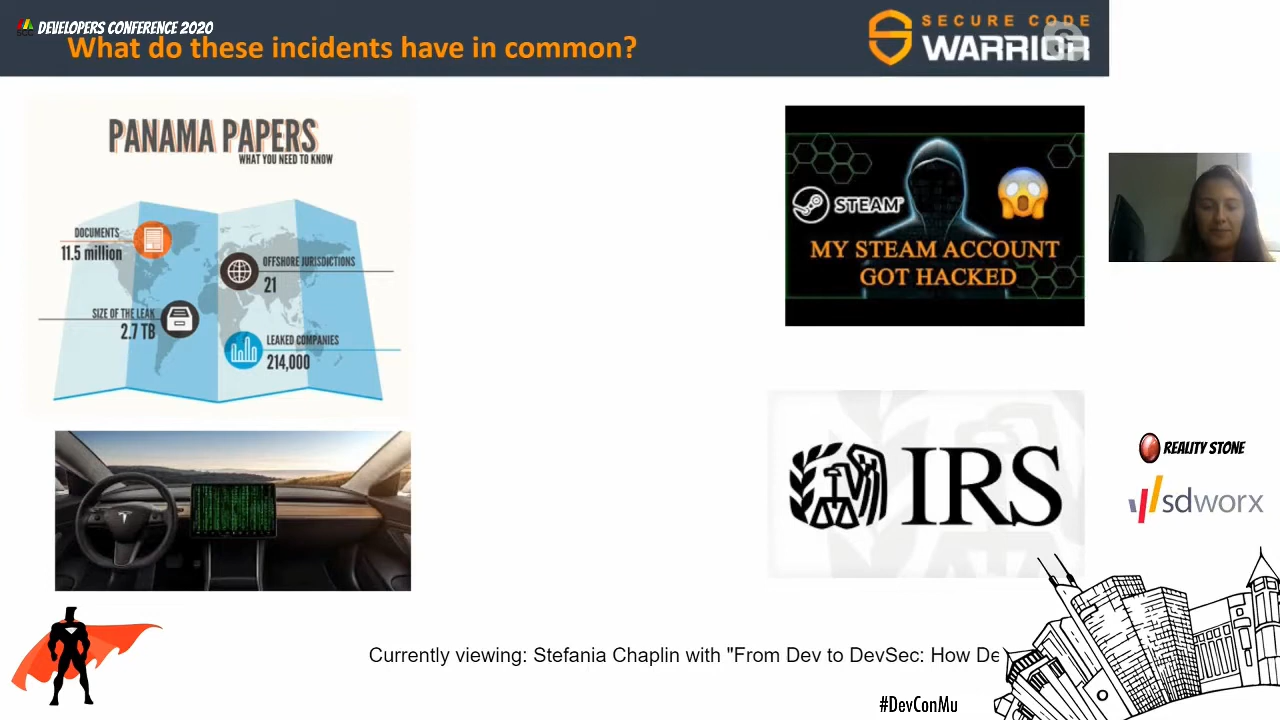 DEVELOPERS CONFERENCE 2020
What do these incidents have in common?
SECURE CODE
WARRIOR
PANAMA PAPERS
WHAT YOU NEED TO KNOW
DOCUMENTS
11.5 million
OFFSHORE JURISDICTIONS
21
SIZE OF THE LEAK
2.7 TB
LEAKED COMPANIES
214,000
STEAM
MY STEAM ACCOUNT
GOT HACKED
IRS
REALITY STONE
sdworx
Currently viewing: Stefania Chaplin with "From Dev to DevSec: How De
#DevConMu